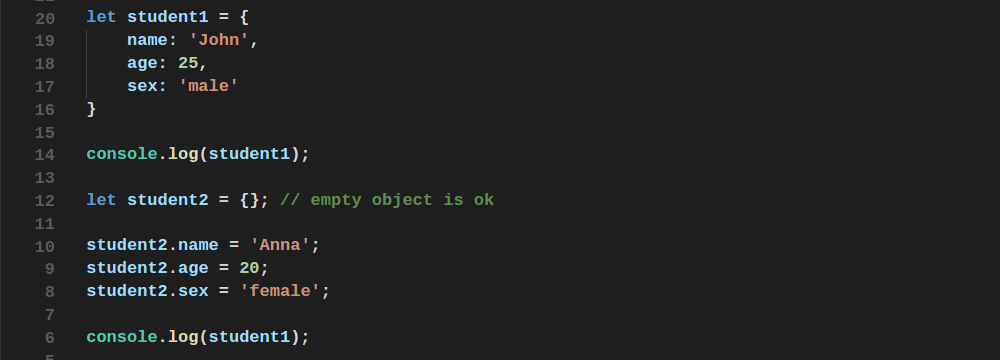 20 let student1 = {
19     name: 'John',
18     age: 25,
17     sex: 'male'
16 }
15
14 console.log(student1);
13
12 let student2 = {}; // empty object is ok
11
10 student2.name = 'Anna';
9 student2.age = 20;
8 student2.sex = 'female';
7
6 console.log(student1);